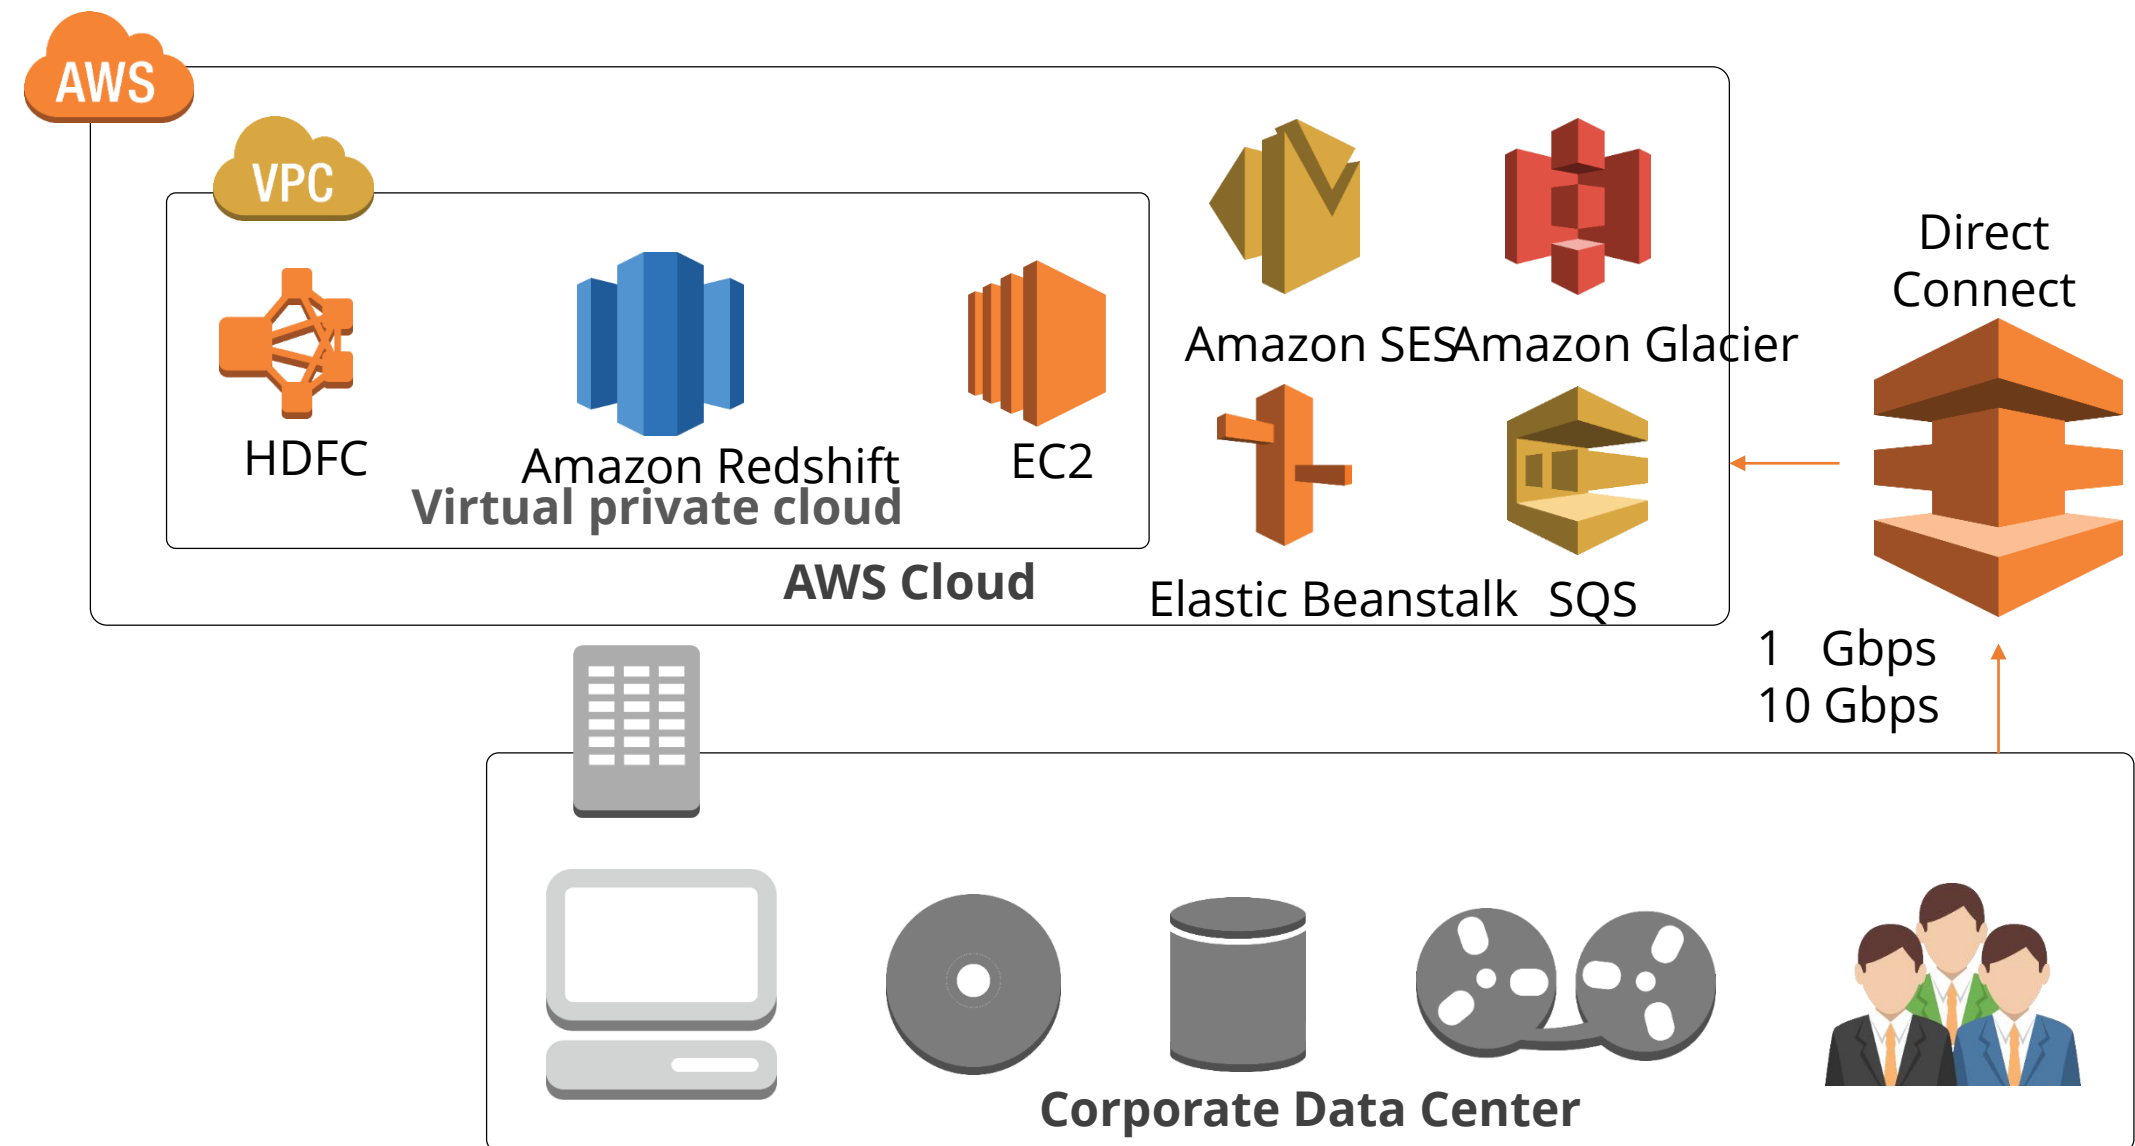 AWS
VPC
HDFC
Amazon Redshift
EC2
Virtual private cloud
AWS Cloud
Amazon SES
Amazon Glacier
Elastic Beanstalk
SQS
Direct
Connect
1 Gbps
10 Gbps
Corporate Data Center